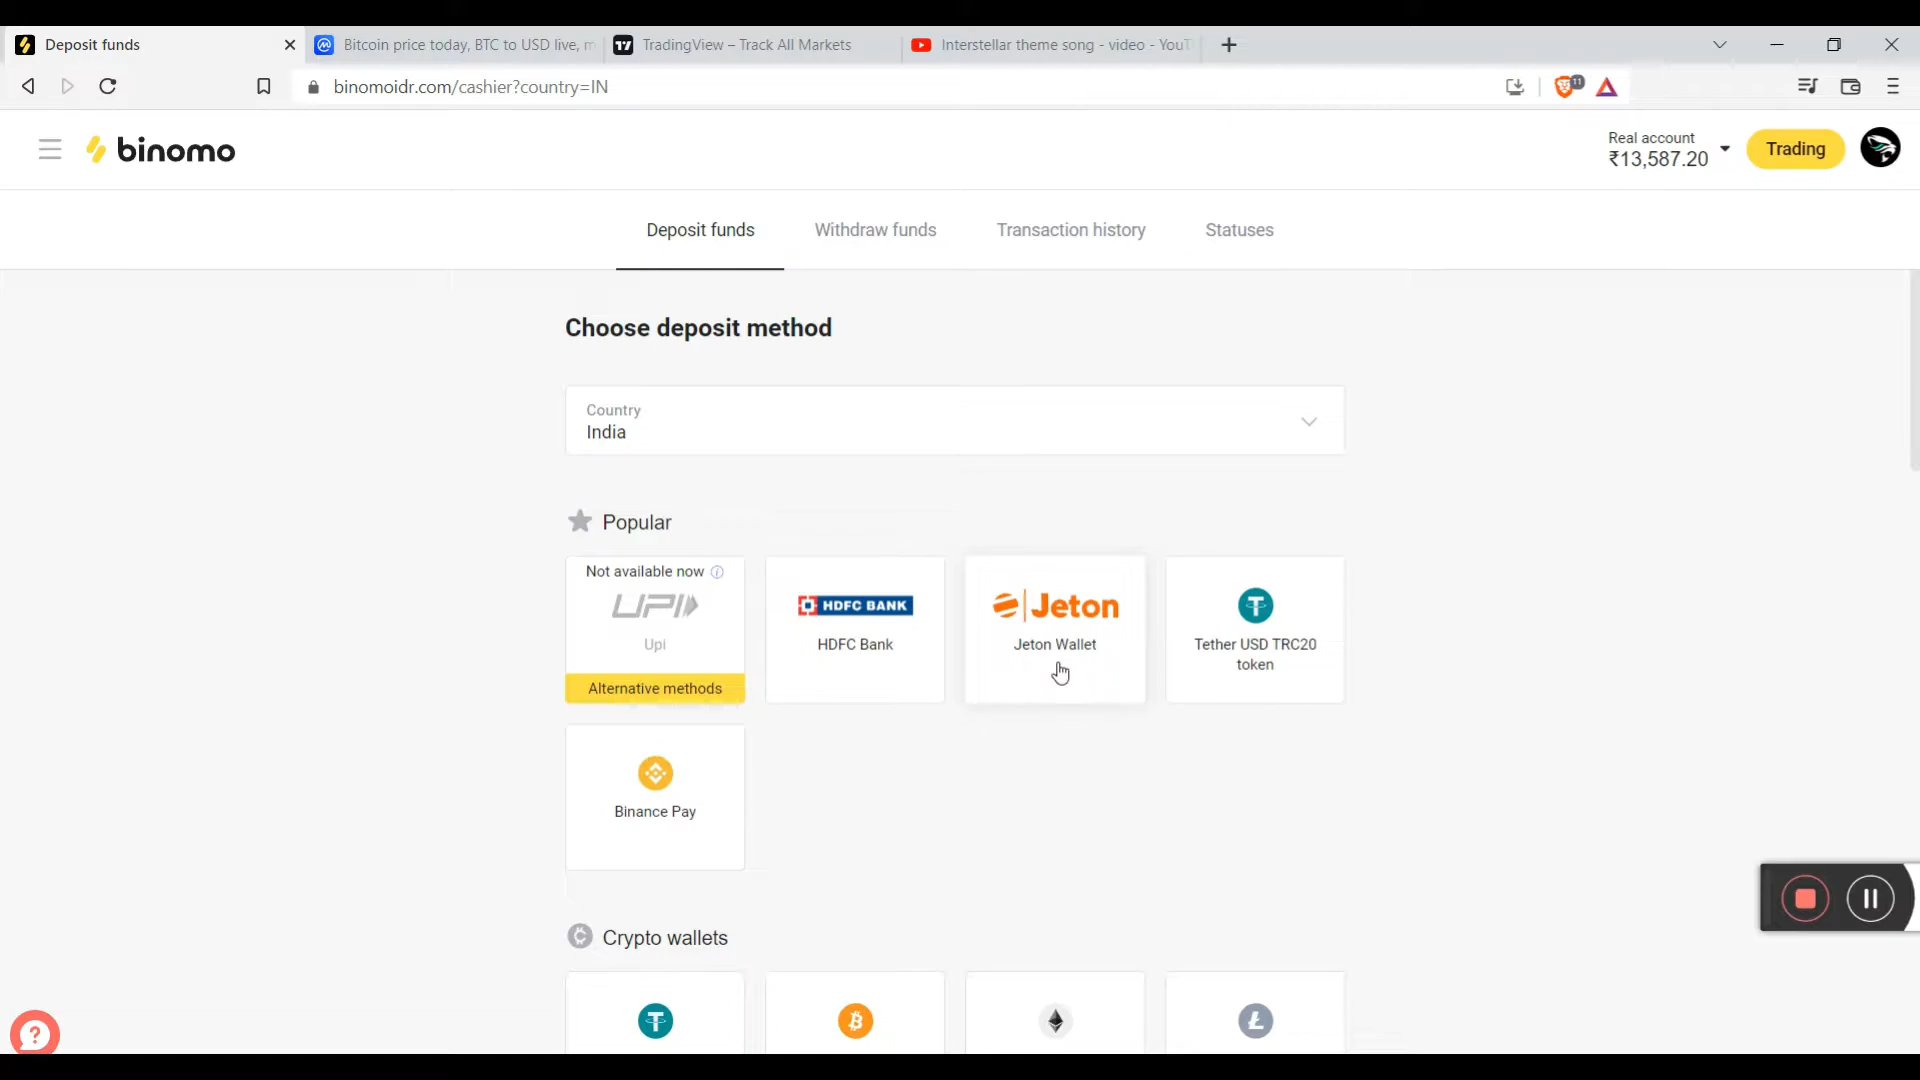 Deposit funds
Bitcoin price today, BTC to USD live, m
TradingView – Track All Markets
Interstellar theme song - video - YouT
binomoidr.com/cashier?country=IN
11
binomo
Real account
₹13,587.20
Trading
Deposit funds
Withdraw funds
Transaction history
Statuses
Choose deposit method
Country
India
Popular
Not available now
UPI
Upi
Alternative methods
HDFC BANK
HDFC Bank
Jeton
Jeton Wallet
Tether USD TRC20
token
Binance Pay
Crypto wallets